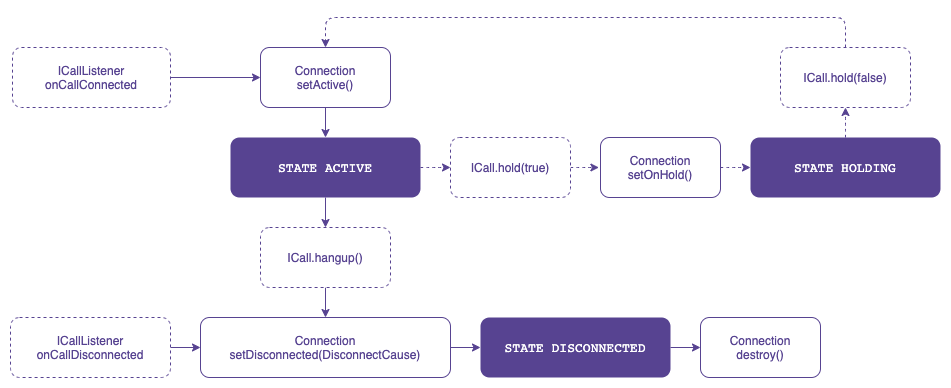 ICallListener
onCallConnected
Connection
setActive()
ICall.hold(false)
STATE ACTIVE
ICall.hold(true)
Connection
setOnHold()
STATE HOLDING
ICall.hangup()
ICallListener
onCallDisconnected
Connection
setDisconnected(DisconnectCause)
STATE DISCONNECTED
Connection
destroy()